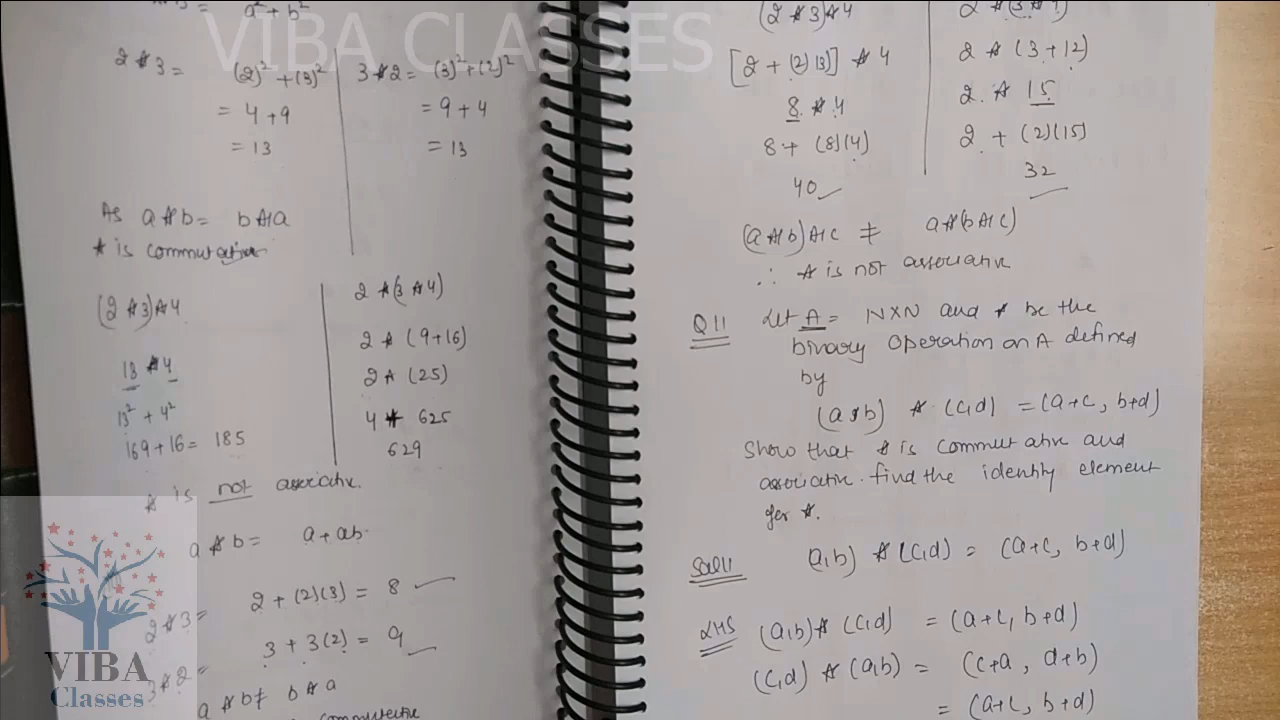 VIBA CLASSES
a² + b²
2 * 3 = (2)² + (3)²
= 4 + 9
= 13
3 * 2 = (3)² + (2)²
= 9 + 4
= 13
As a * b = b * a
* is commutative
(2 * 3) * 4
13 * 4
13² + 4²
169 + 16 = 185
2 * (3 * 4)
2 * (9+16)
2 * (25)
4 + 625
629
* is not associative.
a * b = a + ab.
2 * 3 = 2 + (2)(3) = 8
3 * 2 = 3 + 3(2) = 9
a * b ≠ b * a
commutative
VIBA
Classes
(2 * 3) * 4
[2 + (2)(3)] * 4
8 * 4
8 + (8)(4)
40
2 * (3 * 4)
2 * (3 + 12)
2 * 15
2 + (2)(15)
32
(a * b) * c ≠ a * (b * c)
∴ * is not associative
Q11 Let A = N×N and * be the
binary operation on A defined
by
(a,b) * (c,d) = (a+c, b+d)
Show that * is commutative and
associative. find the identity element
for *.
Sol11 a,b) * (c,d) = (a+c, b+d)
LHS (a,b) * (c,d) = (a+c, b+d)
(c,d) * (a,b) = (c+a, d+b)
= (a+c, b+d)